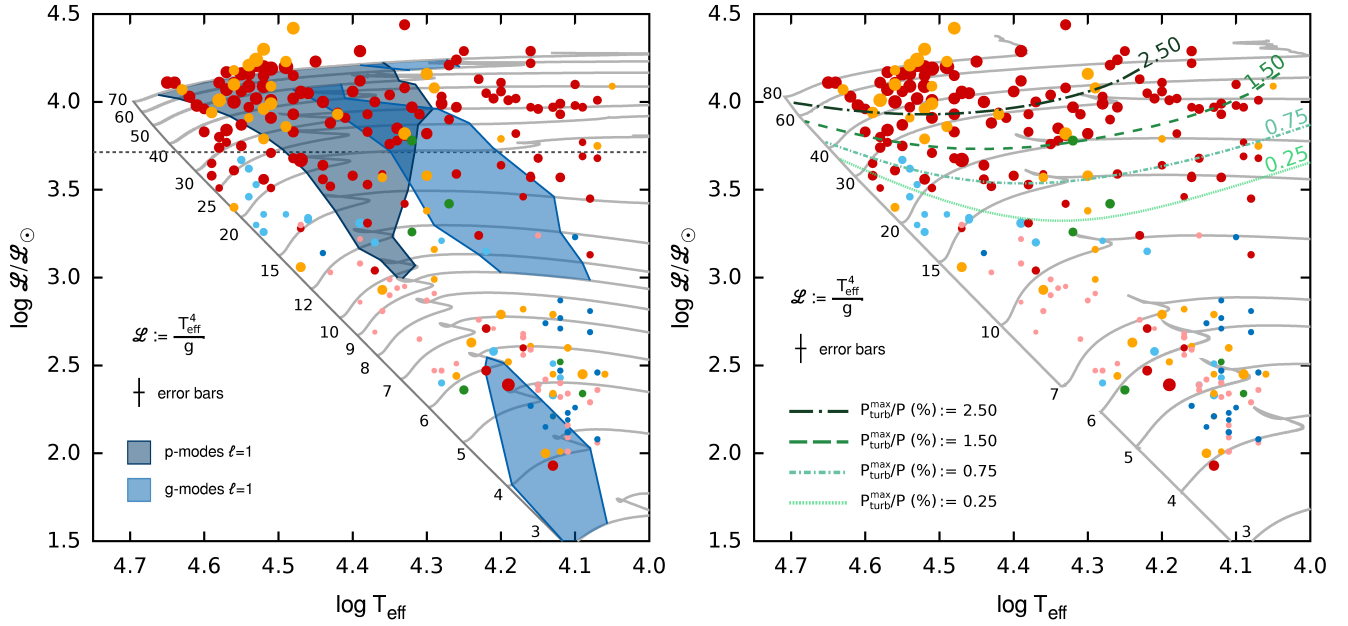 4.5
4.0
3.5
3.0
2.5
2.0
1.5
log ℒ/ℒ☉
70
60
50
40
30
25
20
15
12
10
9
8
7
6
5
4
3
ℒ := T⁴eff / g
error bars
p-modes ℓ=1
g-modes ℓ=1
4.7 4.6 4.5 4.4 4.3 4.2 4.1 4.0
log Teff
4.5
4.0
3.5
3.0
2.5
2.0
1.5
log ℒ/ℒ☉
2.50
1.50
0.75
0.25
80
60
40
30
20
15
10
7
6
5
4
3
ℒ := T⁴eff / g
error bars
Pᵐᵃˣturb/P (%) := 2.50
Pᵐᵃˣturb/P (%) := 1.50
Pᵐᵃˣturb/P (%) := 0.75
Pᵐᵃˣturb/P (%) := 0.25
4.7 4.6 4.5 4.4 4.3 4.2 4.1 4.0
log Teff